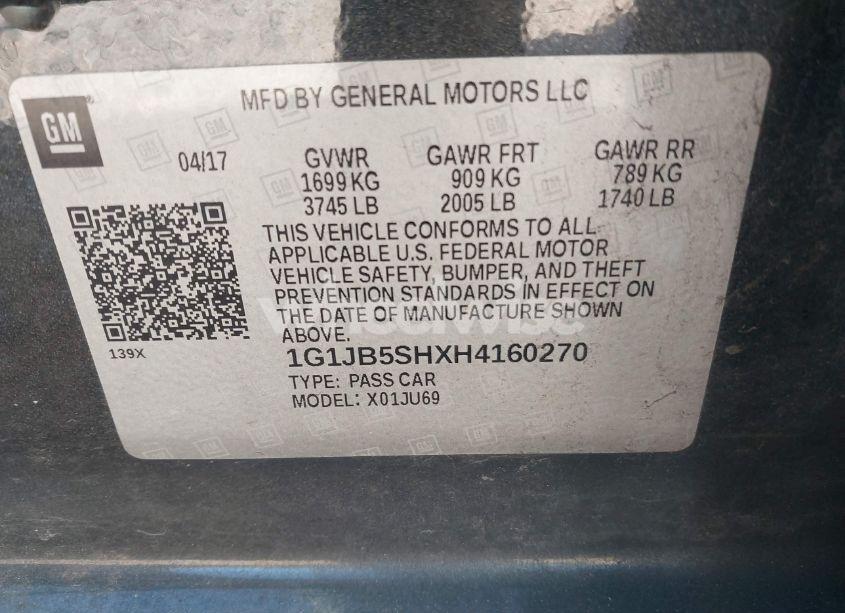 MFD BY GENERAL MOTORS LLC
GM
04/17 GVWR GAWR FRT GAWR RR
1699 KG 909 KG 789 KG
3745 LB 2005 LB 1740 LB
THIS VEHICLE CONFORMS TO ALL
APPLICABLE U.S. FEDERAL MOTOR
VEHICLE SAFETY, BUMPER, AND THEFT
PREVENTION STANDARDS IN EFFECT ON
THE DATE OF MANUFACTURE SHOWN
ABOVE.
139X
1G1JB5SHXH4160270
TYPE: PASS CAR
MODEL: X01JU69